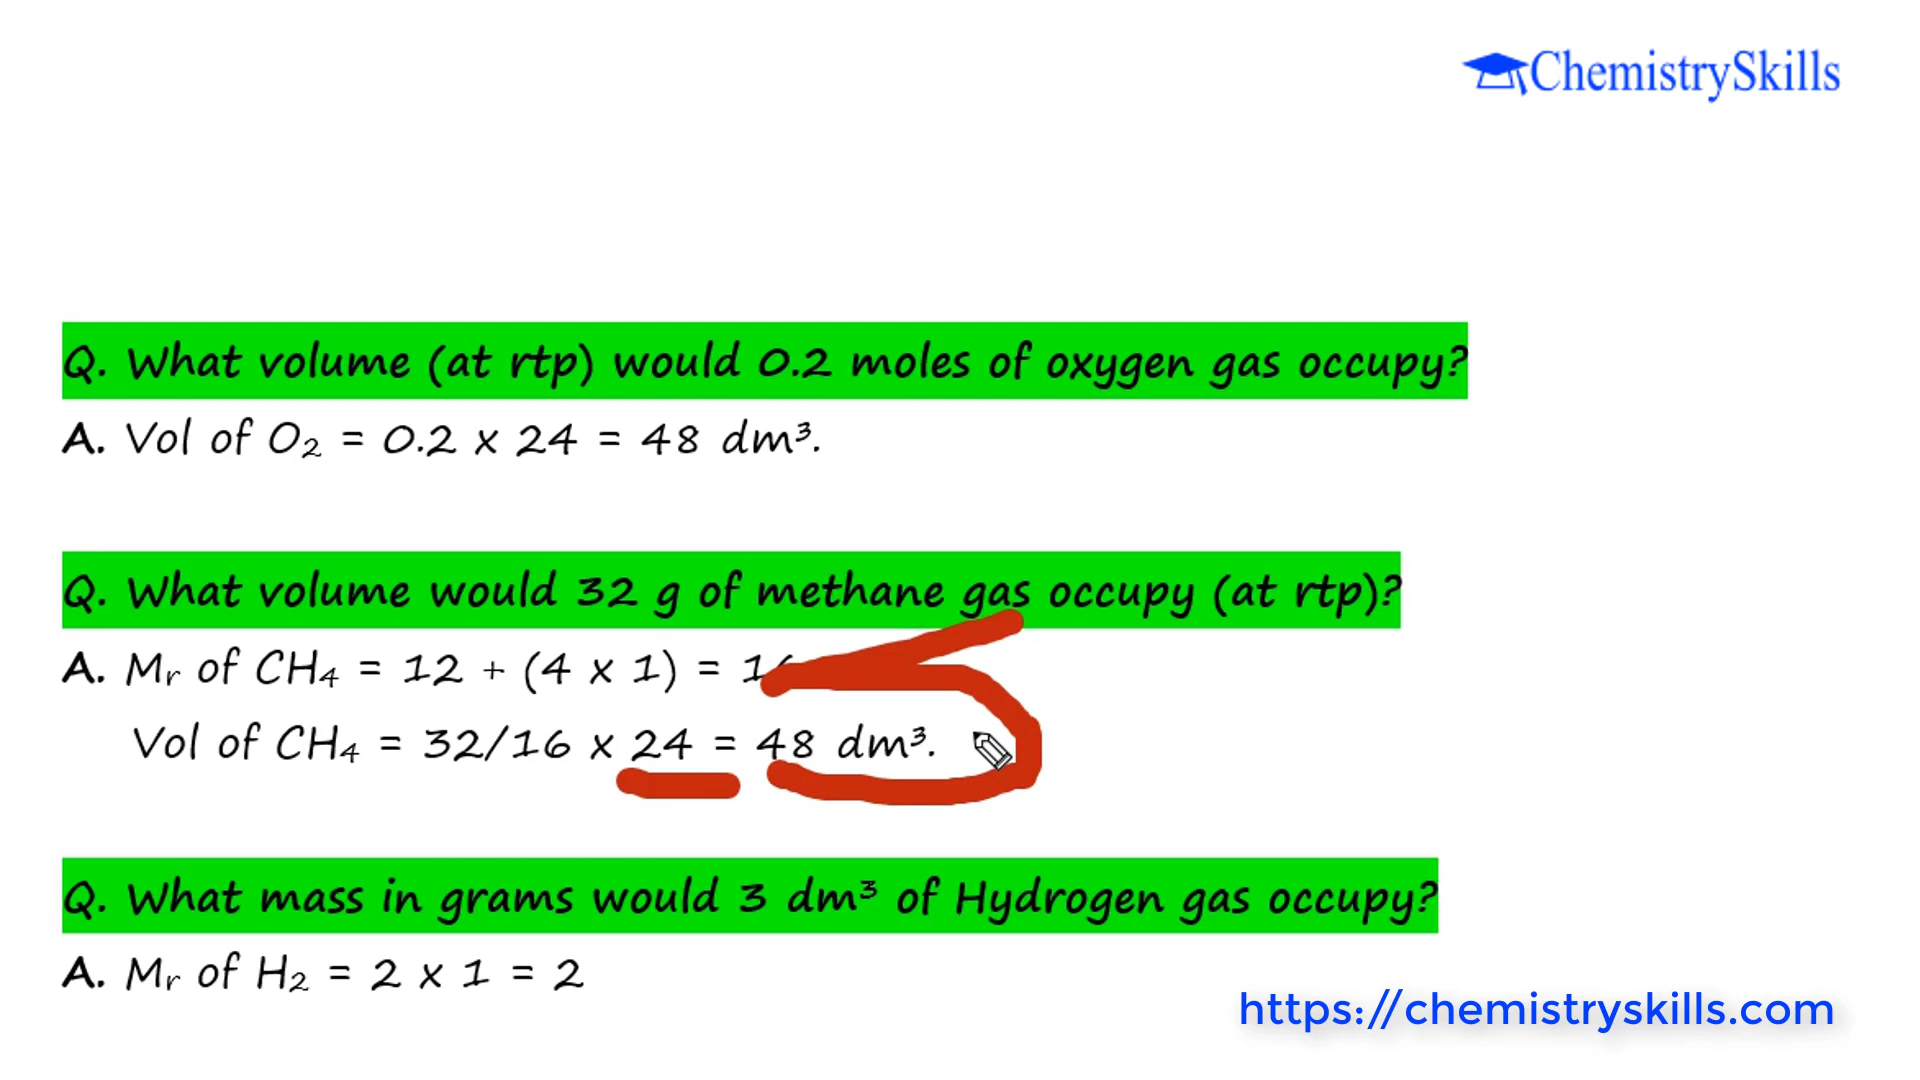 ChemistrySkills
Q. What volume (at rtp) would 0.2 moles of oxygen gas occupy?
A. Vol of O₂ = 0.2 x 24 = 48 dm³.
Q. What volume would 32 g of methane gas occupy (at rtp)?
A. Mr of CH₄ = 12 + (4 x 1) = 16
Vol of CH₄ = 32/16 x 24 = 48 dm³.
Q. What mass in grams would 3 dm³ of Hydrogen gas occupy?
A. Mr of H₂ = 2 x 1 = 2
https://chemistryskills.com